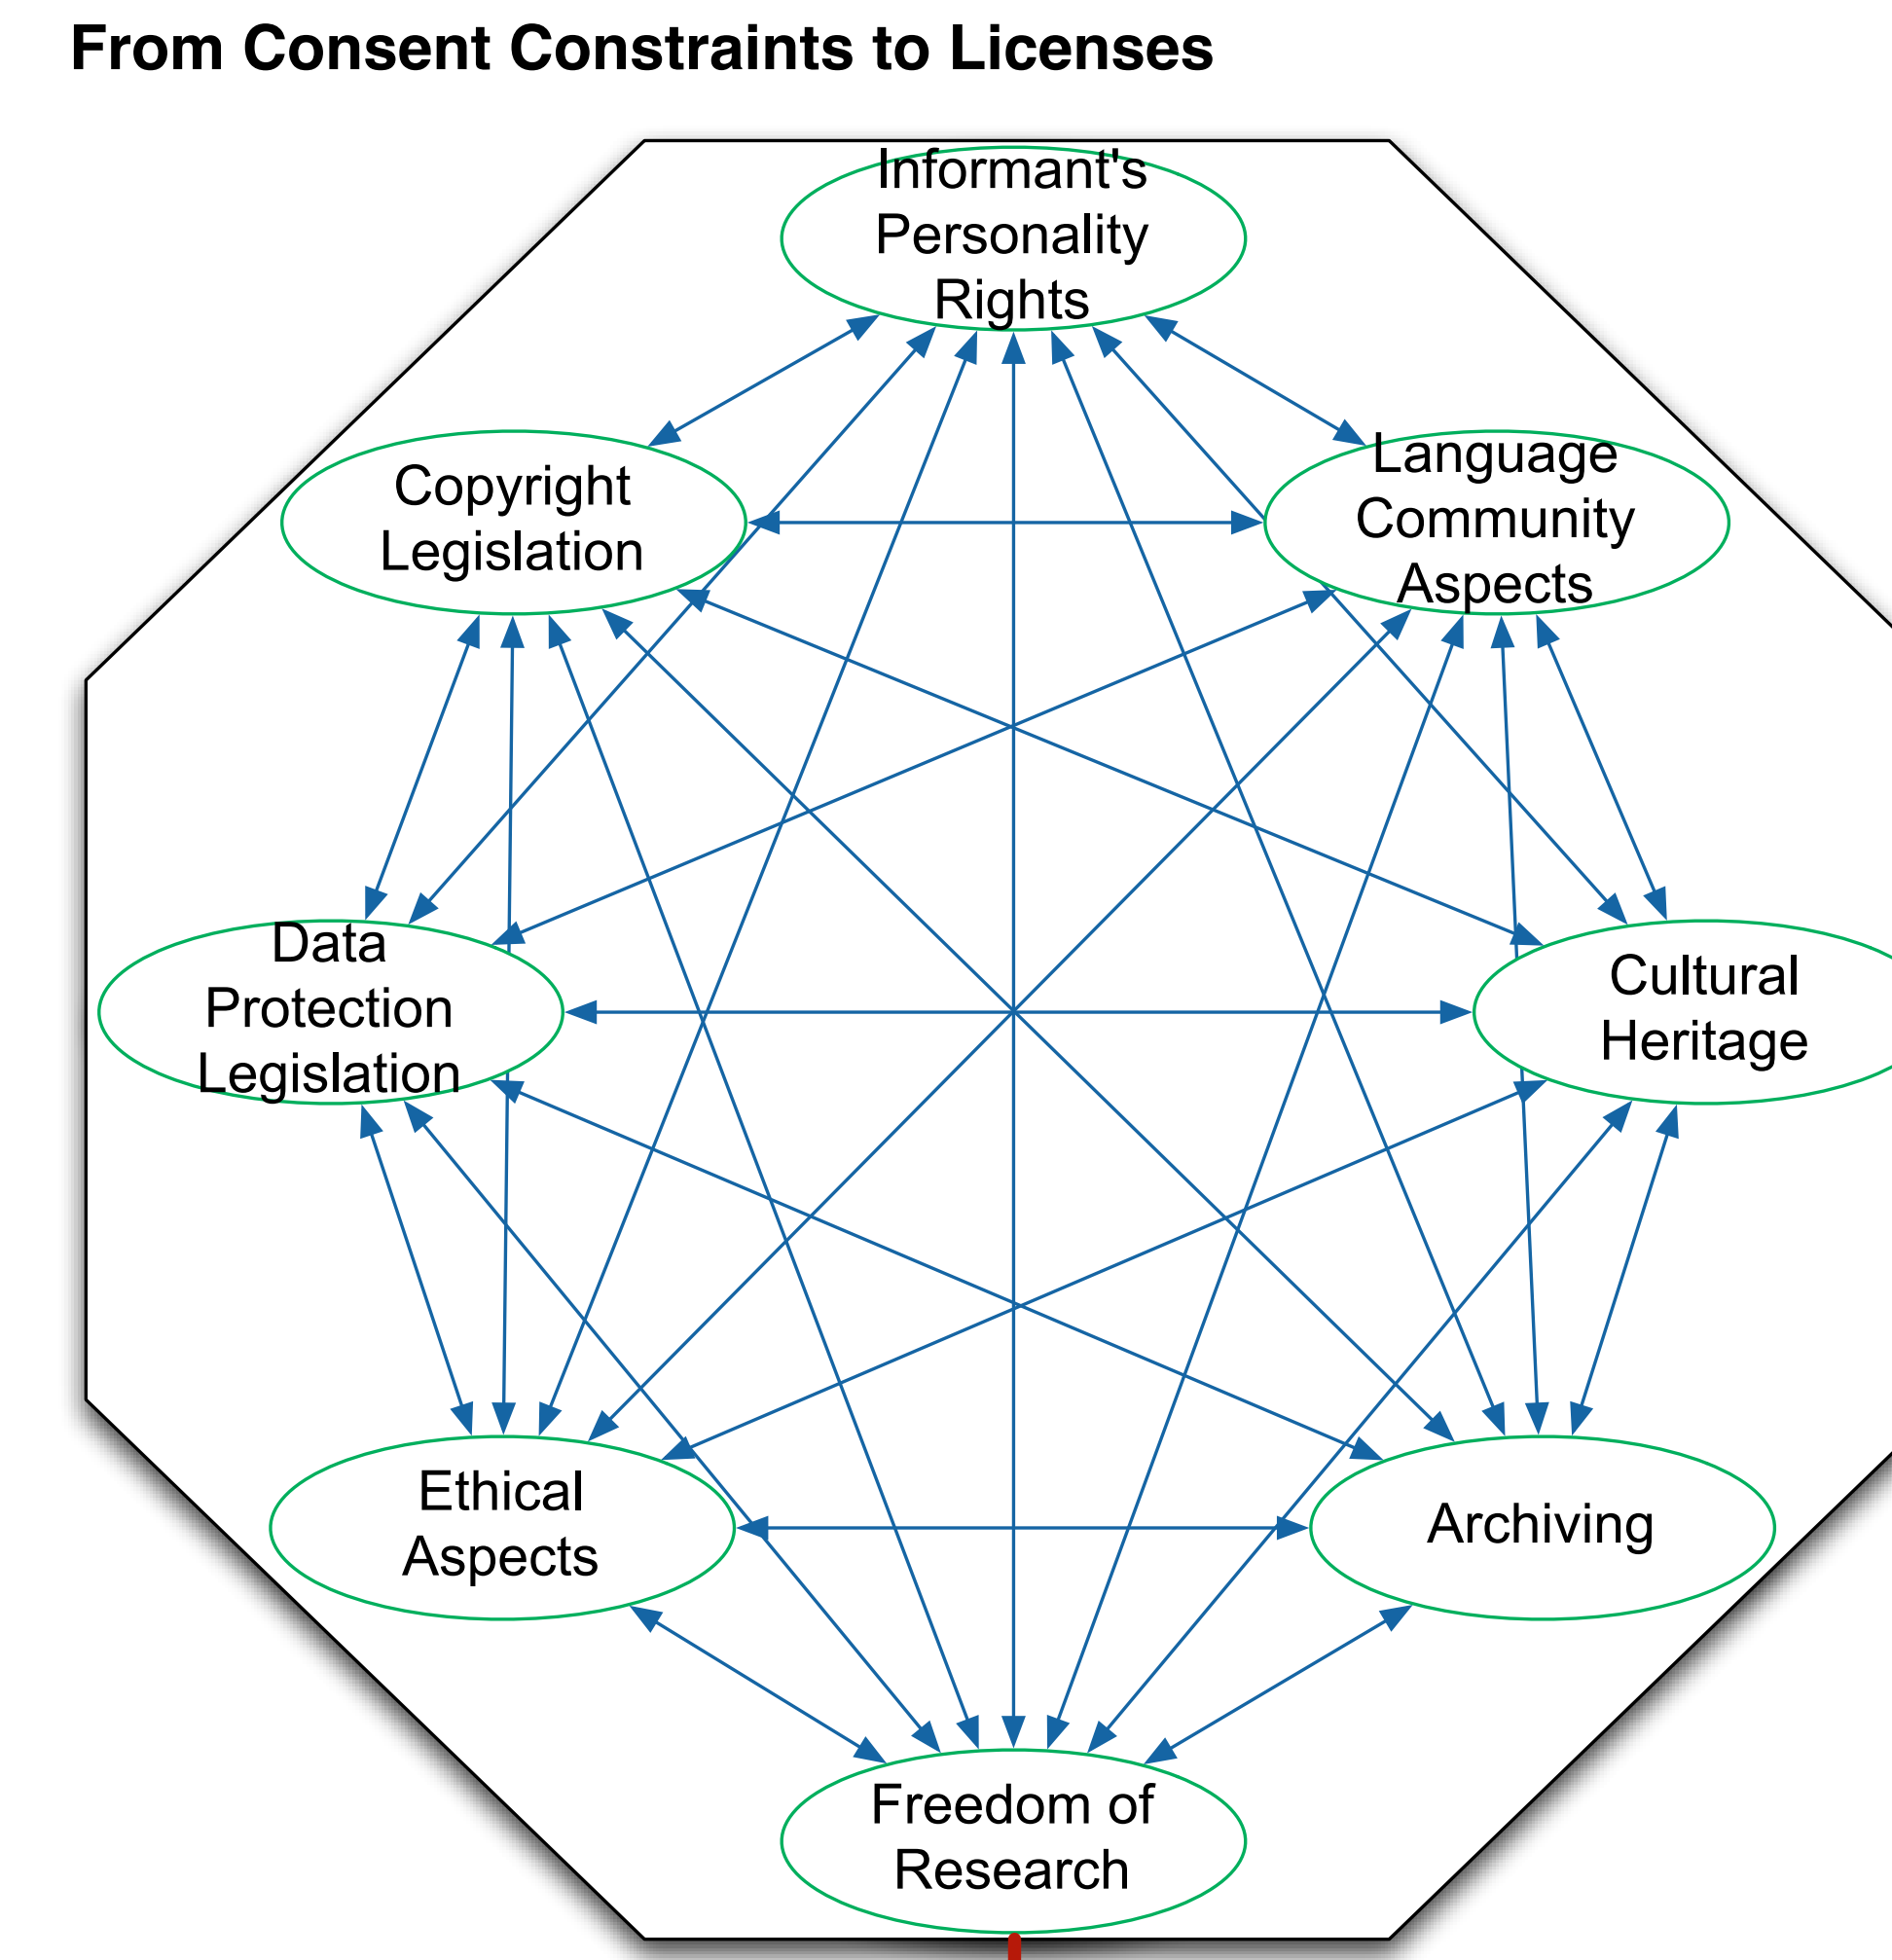 From Consent Constraints to Licenses
Informant's
Personality
Rights
Copyright
Legislation
Language
Community
Aspects
Data
Protection
Legislation
Cultural
Heritage
Ethical
Aspects
Archiving
Freedom of
Research